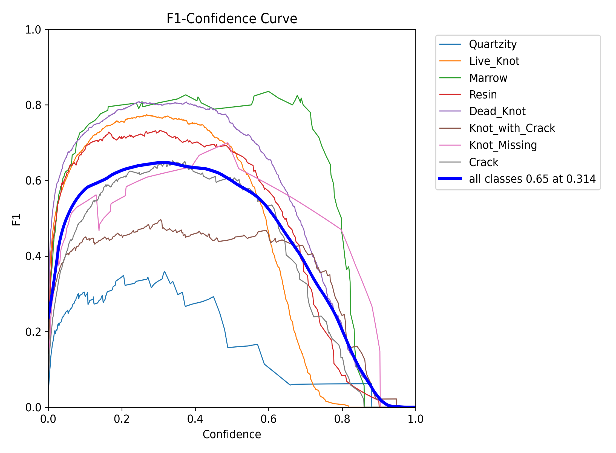 F1-Confidence Curve
1.0
0.8
0.6
0.4
0.2
0.0
F1
0.0 0.2 0.4 0.6 0.8 1.0
Confidence
Quartzity
Live_Knot
Marrow
Resin
Dead_Knot
Knot_with_Crack
Knot_Missing
Crack
all classes 0.65 at 0.314